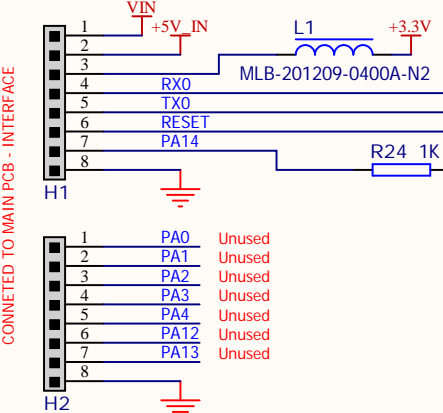 VIN
+5V_IN
L1
+3.3V
MLB-201209-0400A-N2
1
2
3
4 RX0
5 TX0
6 RESET
7 PA14
8
R24 1K
H1
CONNETED TO MAIN PCB - INTERFACE
1 PA0 Unused
2 PA1 Unused
3 PA2 Unused
4 PA3 Unused
5 PA4 Unused
6 PA12 Unused
7 PA13 Unused
8
H2